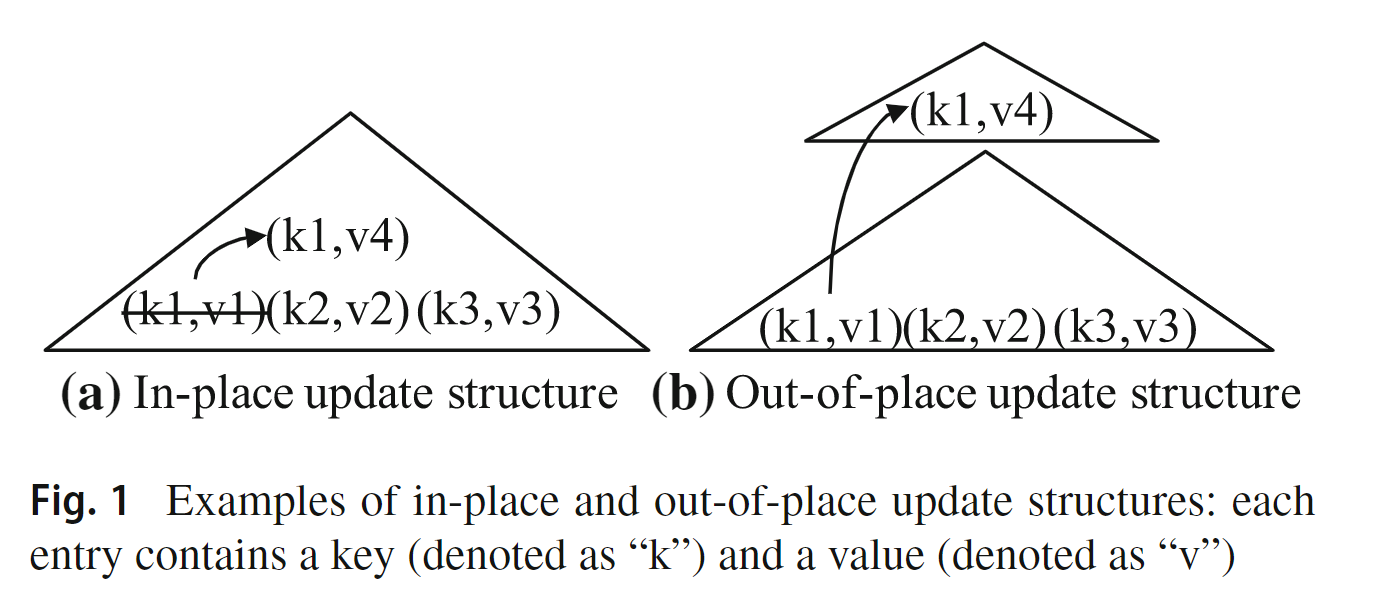 (k1,v4)
(k1,v1)(k2,v2)(k3,v3)
(a) In-place update structure
(k1,v4)
(k1,v1)(k2,v2)(k3,v3)
(b) Out-of-place update structure
Fig. 1 Examples of in-place and out-of-place update structures: each
entry contains a key (denoted as “k”) and a value (denoted as “v”)